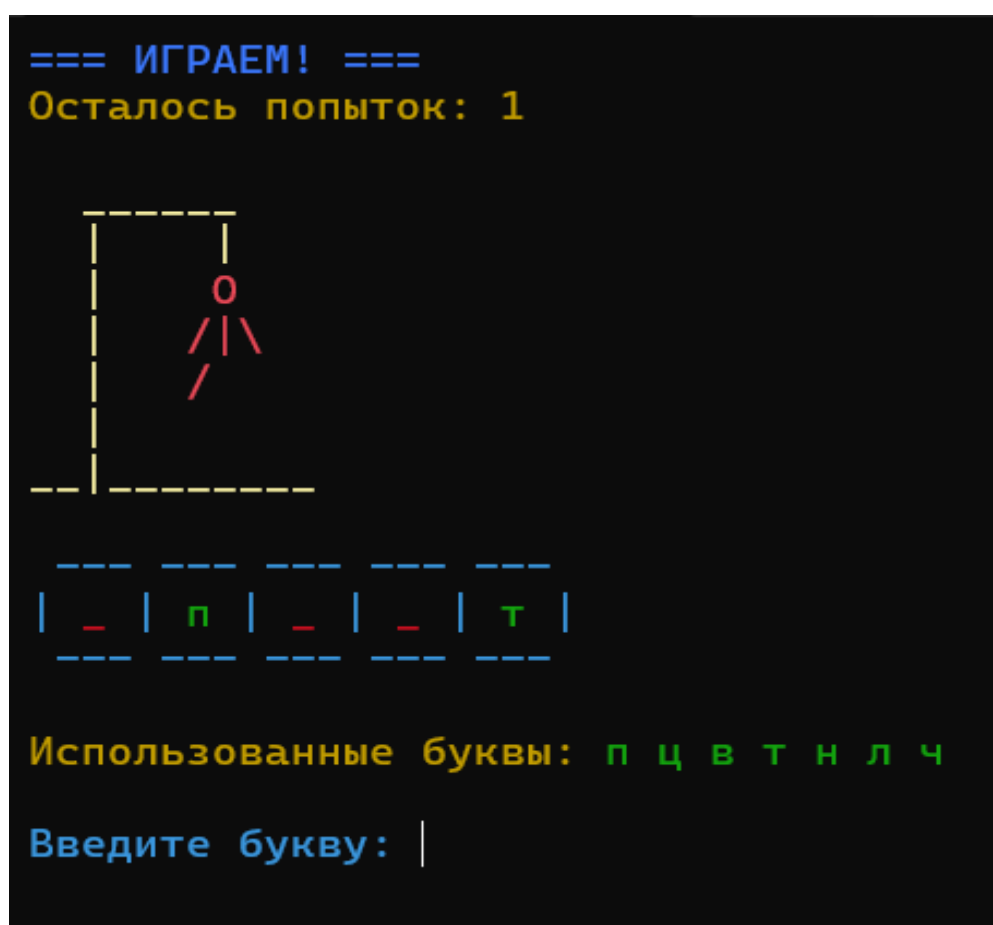 === ИГРАЕМ! ===
Осталось попыток: 1
------
|     |
|     O
|    /|\
|    /
|
--|--------
--- --- --- --- ---
| _ | п | _ | _ | т |
--- --- --- --- ---
Использованные буквы: п ц в т н л ч
Введите букву: |